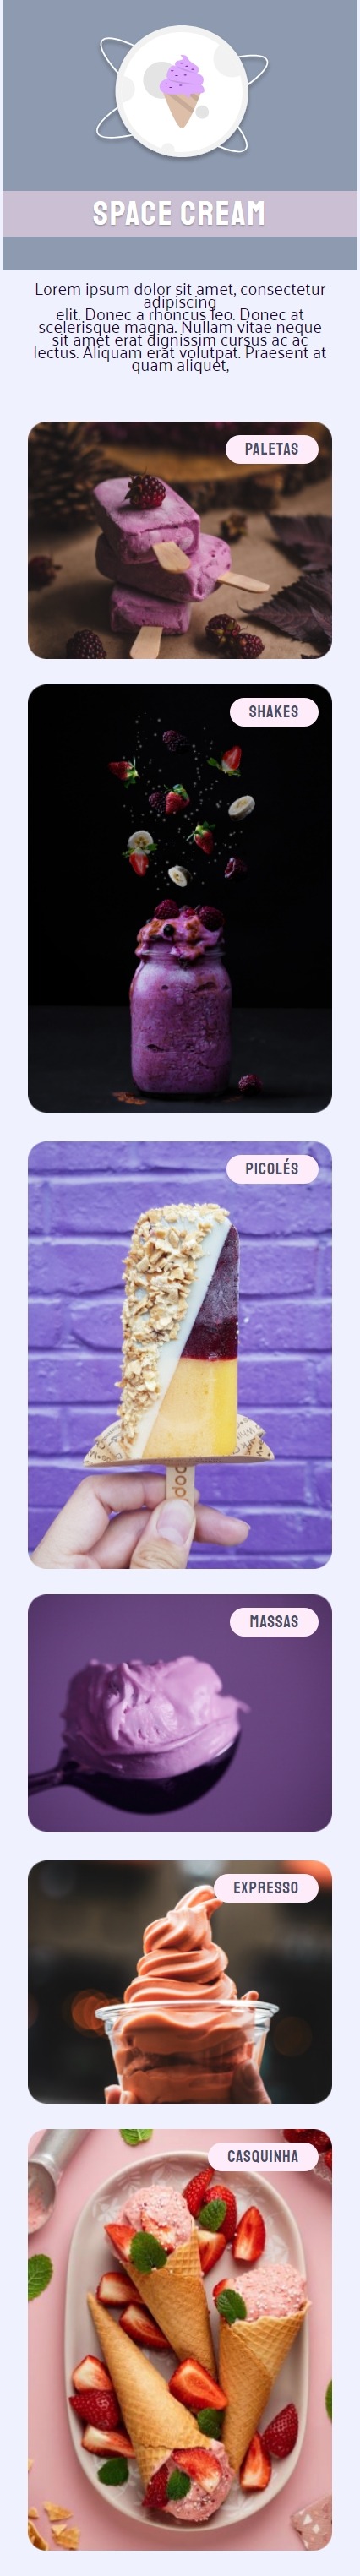 SPACE CREAM
Lorem ipsum dolor sit amet, consectetur
adipiscing
elit. Donec a rhoncus leo. Donec at
scelerisque magna. Nullam vitae neque
sit amet erat dignissim cursus ac ac
lectus. Aliquam erat volutpat. Praesent at
quam aliquet,
PALETAS
SHAKES
PICOLÉS
MASSAS
EXPRESSO
CASQUINHA